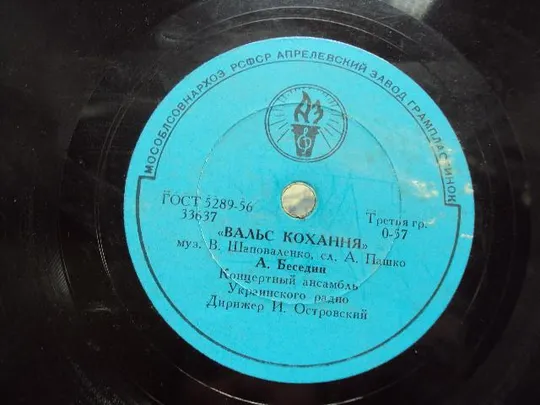 МОСОБЛСОВНАРХОЗ РСФСР АПРЕЛЕВСКИЙ ЗАВОД ГРАМПЛАСТИНОК
АЗ
ГОСТ 5289-56
33637
Третья гр.
0-57
«ВАЛЬС КОХАННЯ»
муз. В. Шаповаленко, сл. А. Пашко
А. Беседин
Концертный ансамбль
Украинского радио
Дирижер И. Островский